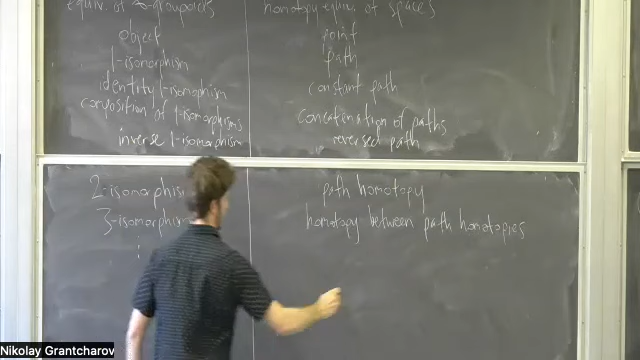 equiv. of ∞-groupoids homotopy equiv. of spaces
object point
1-isomorphism path
identity 1-isomorphism constant path
composition of 1-isomorphisms concatenation of paths
inverse 1-isomorphism reversed path
2-isomorphism path homotopy
3-isomorphism homotopy between path homotopies
⋮
Nikolay Grantcharov